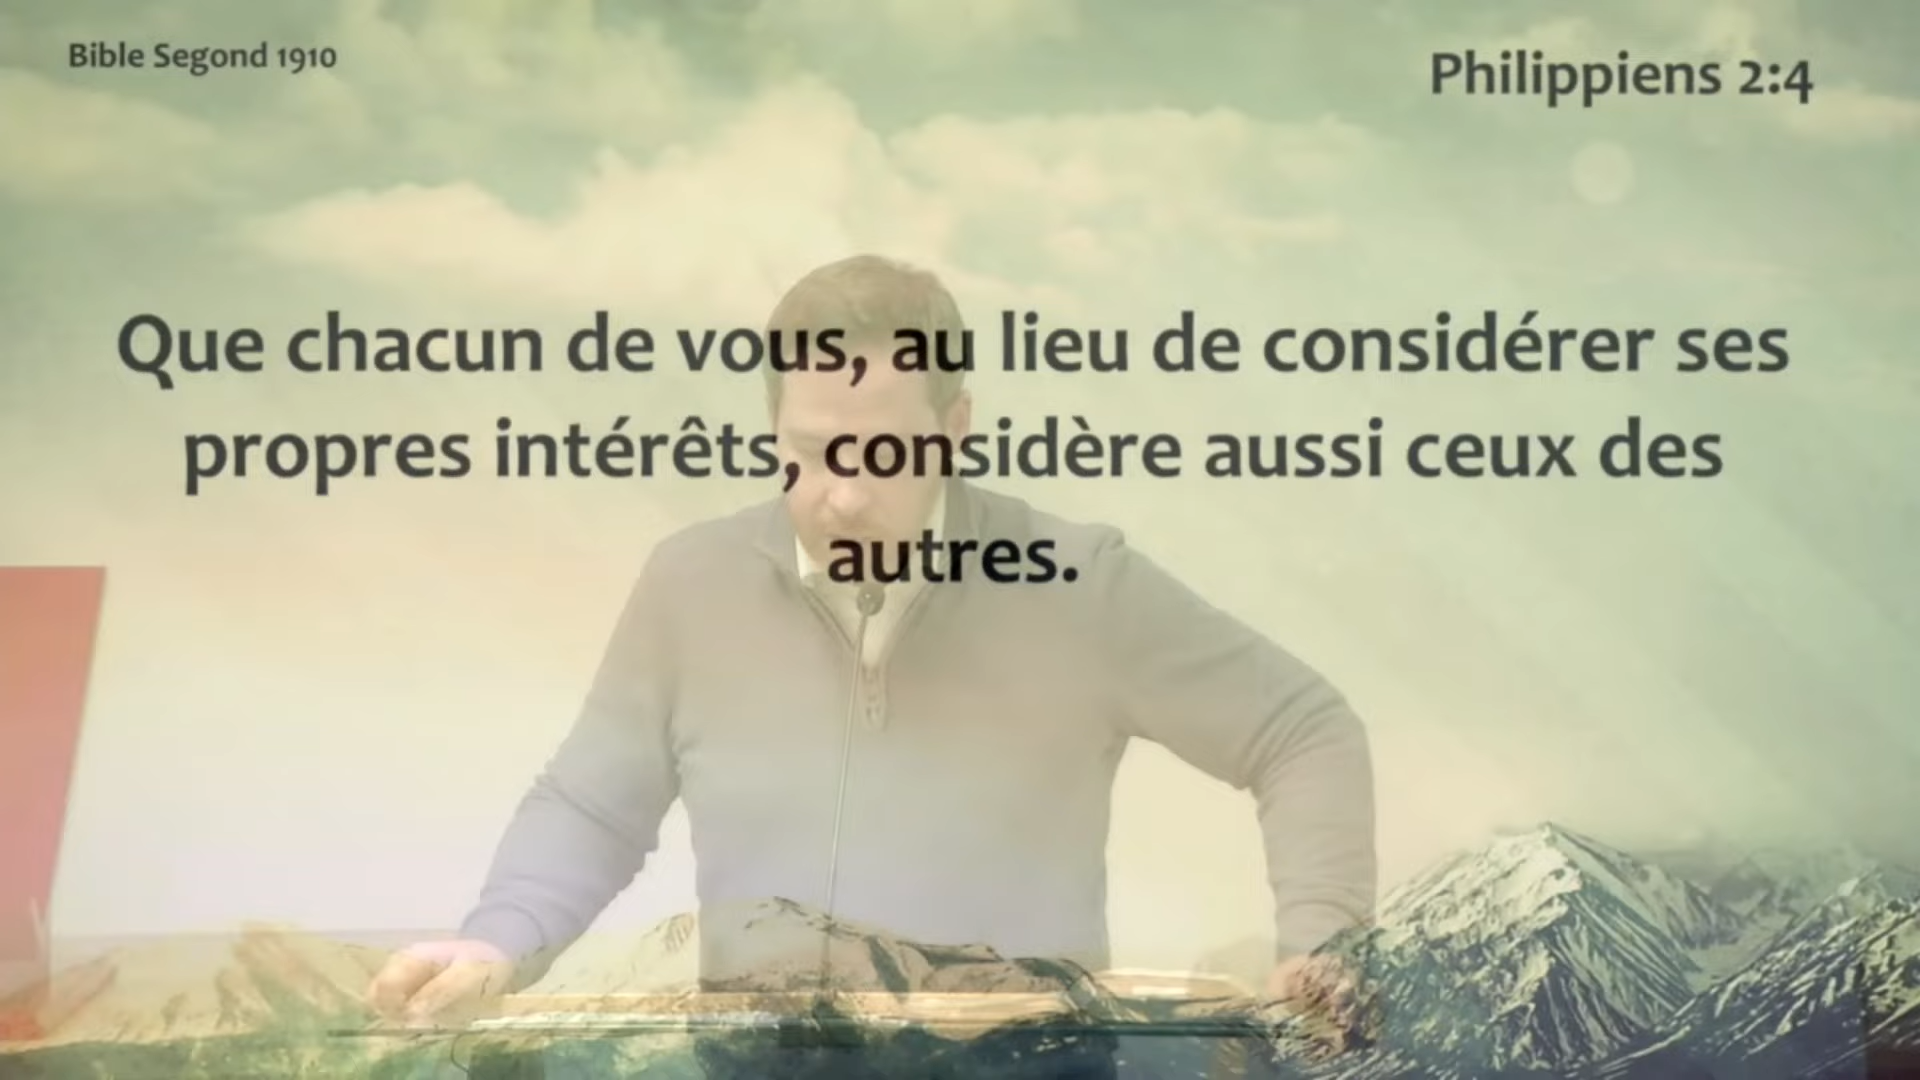 Bible Segond 1910
Philippiens 2:4
Que chacun de vous, au lieu de considérer ses
propres intérêts, considère aussi ceux des
autres.